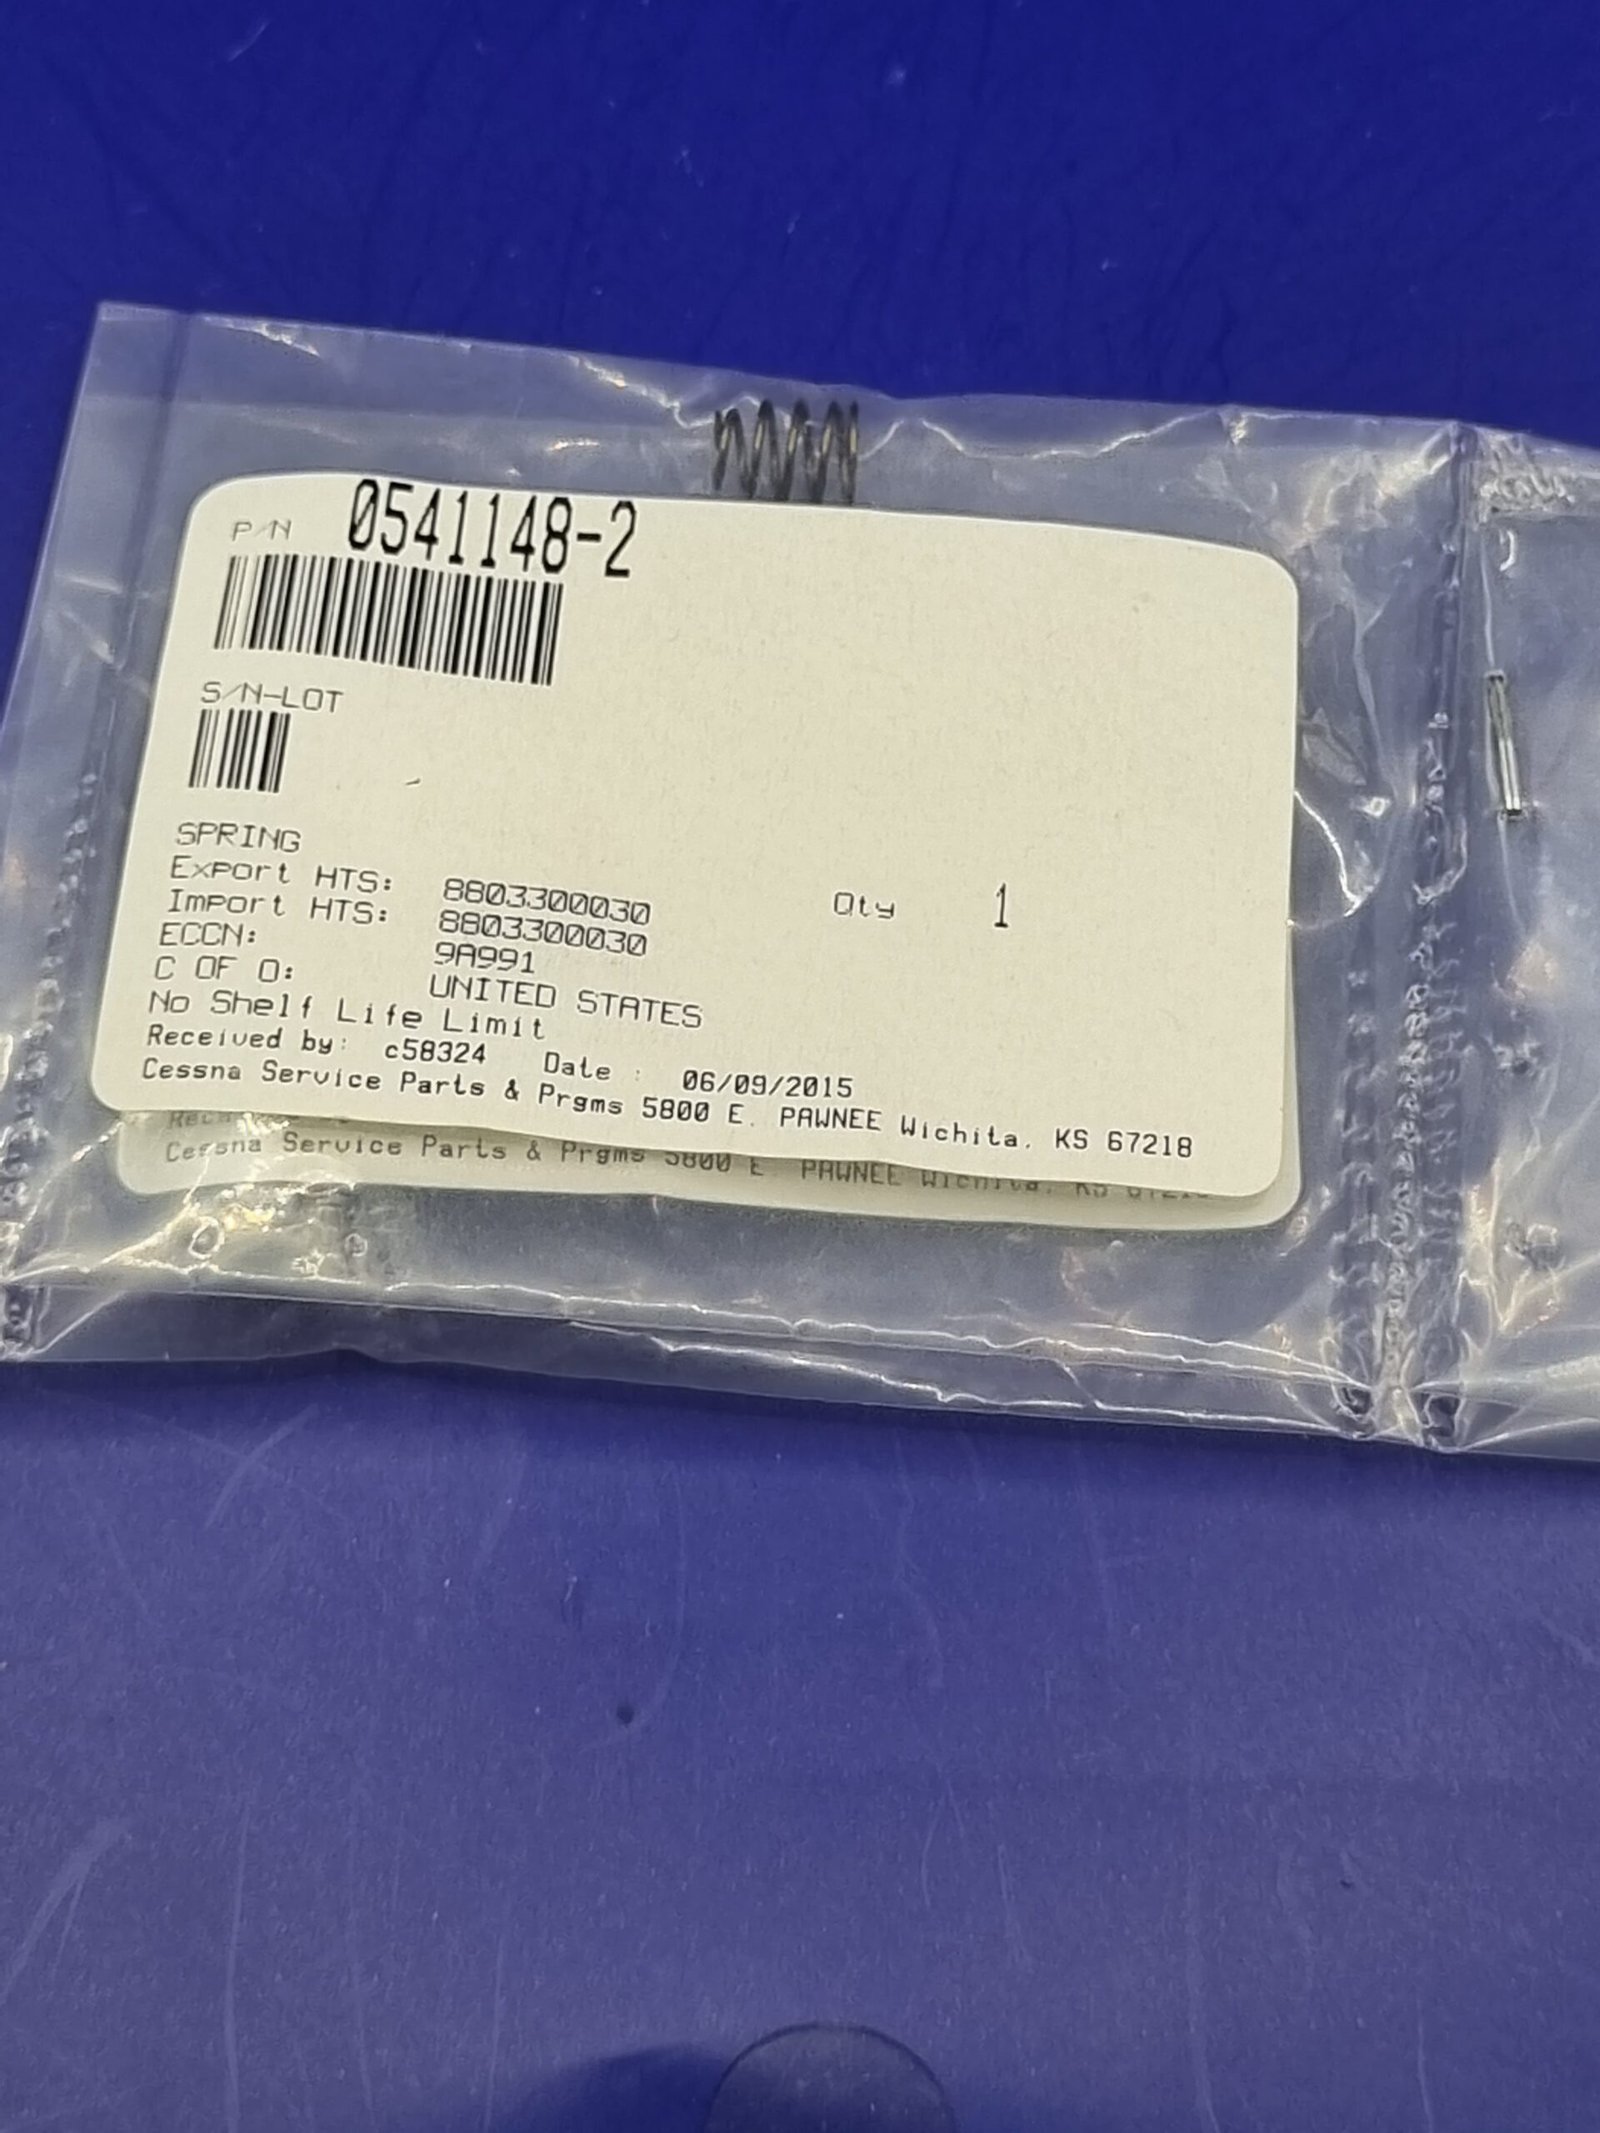 P/N 0541148-2
S/N-LOT
SPRING
Export HTS: 8803300030 Qty 1
Import HTS: 8803300030
ECCN: 9A991
C OF O: UNITED STATES
No Shelf Life Limit
Received by: c58324 Date : 06/09/2015
Cessna Service Parts & Prgms 5800 E. PAWNEE Wichita, KS 67218
Cessna Service Parts & Prgms 5800 E PAWNEE Wichita, KS